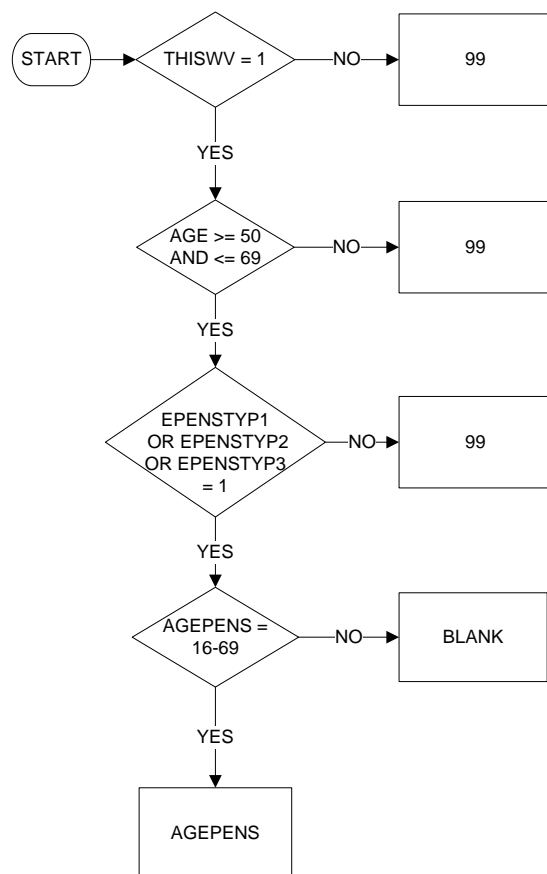 START
THISWV = 1
NO
99
YES
AGE >= 50
AND <= 69
NO
99
YES
EPENSTYP1
OR EPENSTYP2
OR EPENSTYP3
= 1
NO
99
YES
AGEPENS =
16-69
NO
BLANK
YES
AGEPENS